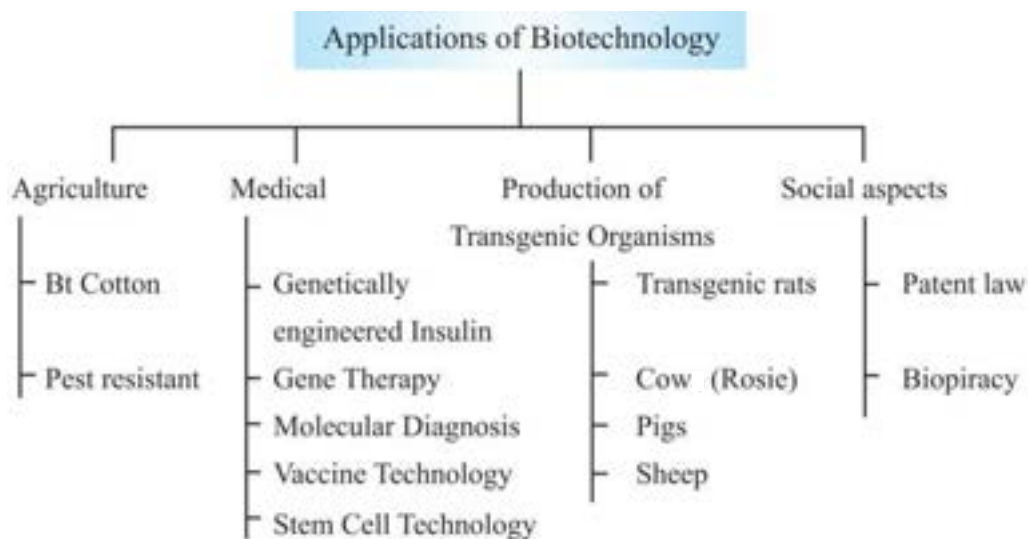 Applications of Biotechnology
Agriculture
Bt Cotton
Pest resistant
Medical
Genetically
engineered Insulin
Gene Therapy
Molecular Diagnosis
Vaccine Technology
Stem Cell Technology
Production of
Transgenic Organisms
Transgenic rats
Cow (Rosie)
Pigs
Sheep
Social aspects
Patent law
Biopiracy